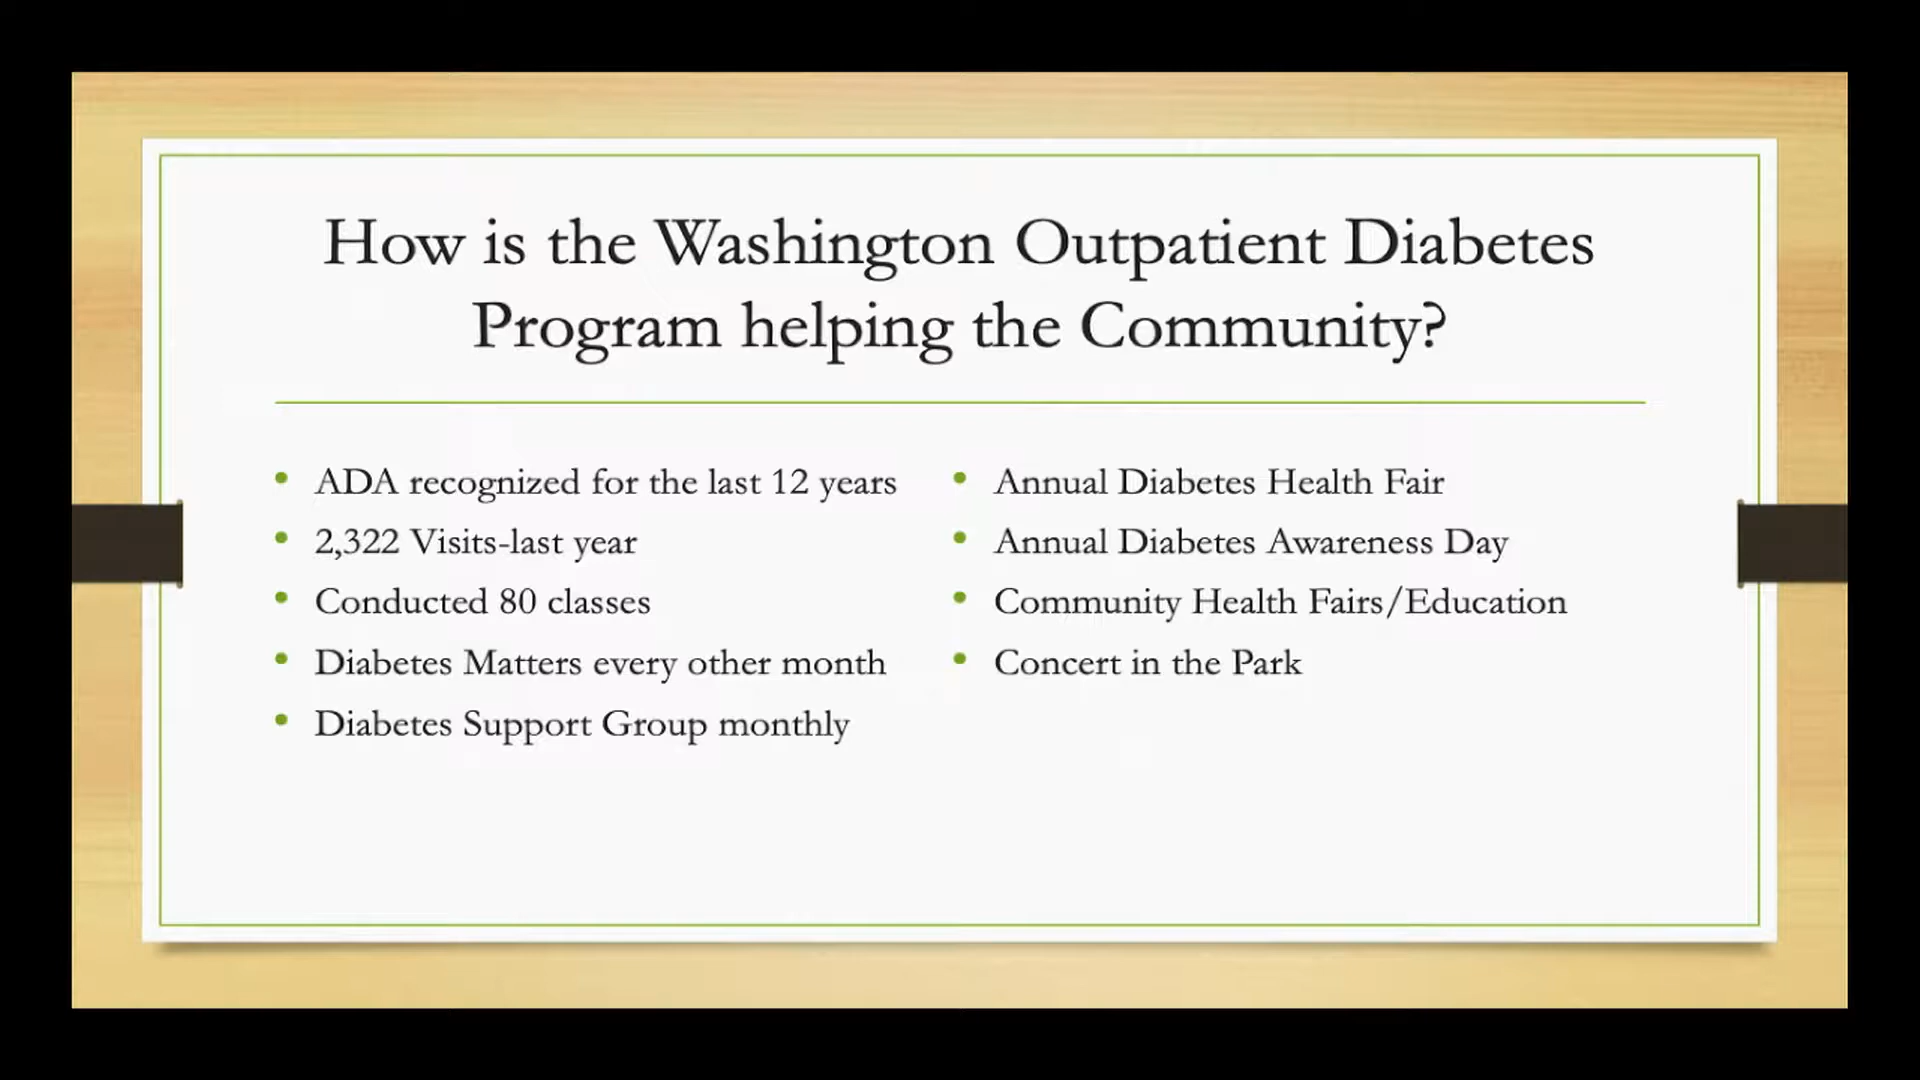 How is the Washington Outpatient Diabetes
Program helping the Community?
• ADA recognized for the last 12 years
• 2,322 Visits-last year
• Conducted 80 classes
• Diabetes Matters every other month
• Diabetes Support Group monthly
• Annual Diabetes Health Fair
• Annual Diabetes Awareness Day
• Community Health Fairs/Education
• Concert in the Park